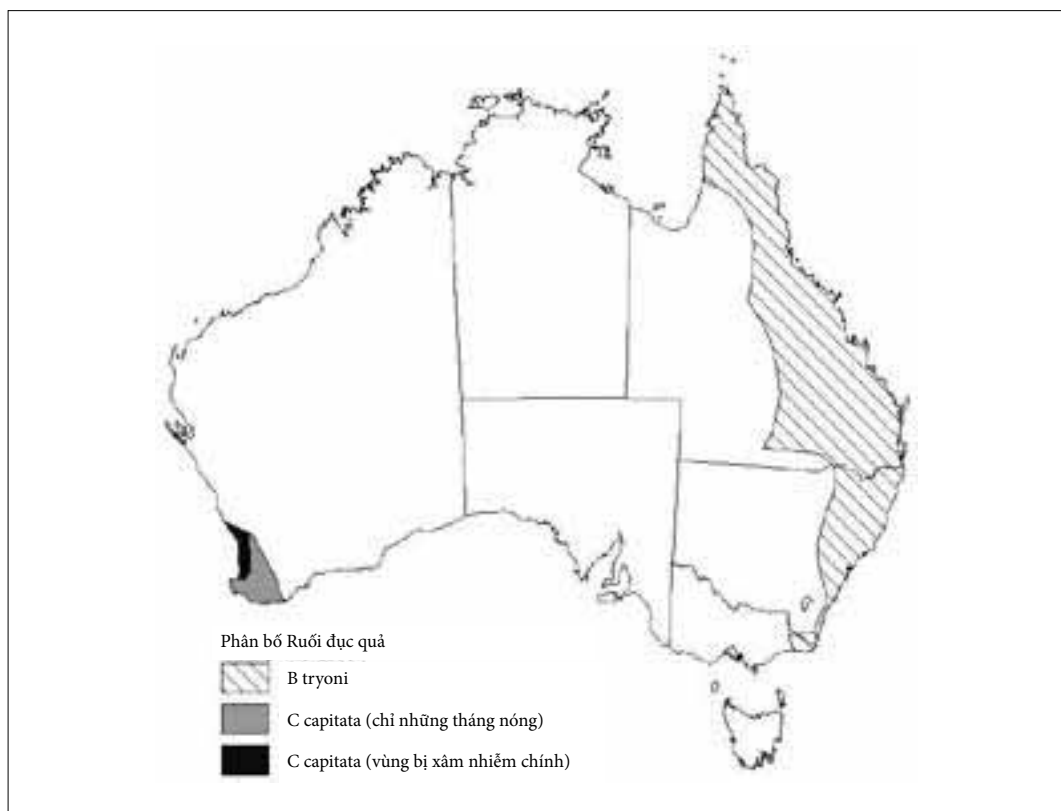 Phân bố Ruối đục quả
B tryoni
C capitata (chỉ những tháng nóng)
C capitata (vùng bị xâm nhiễm chính)